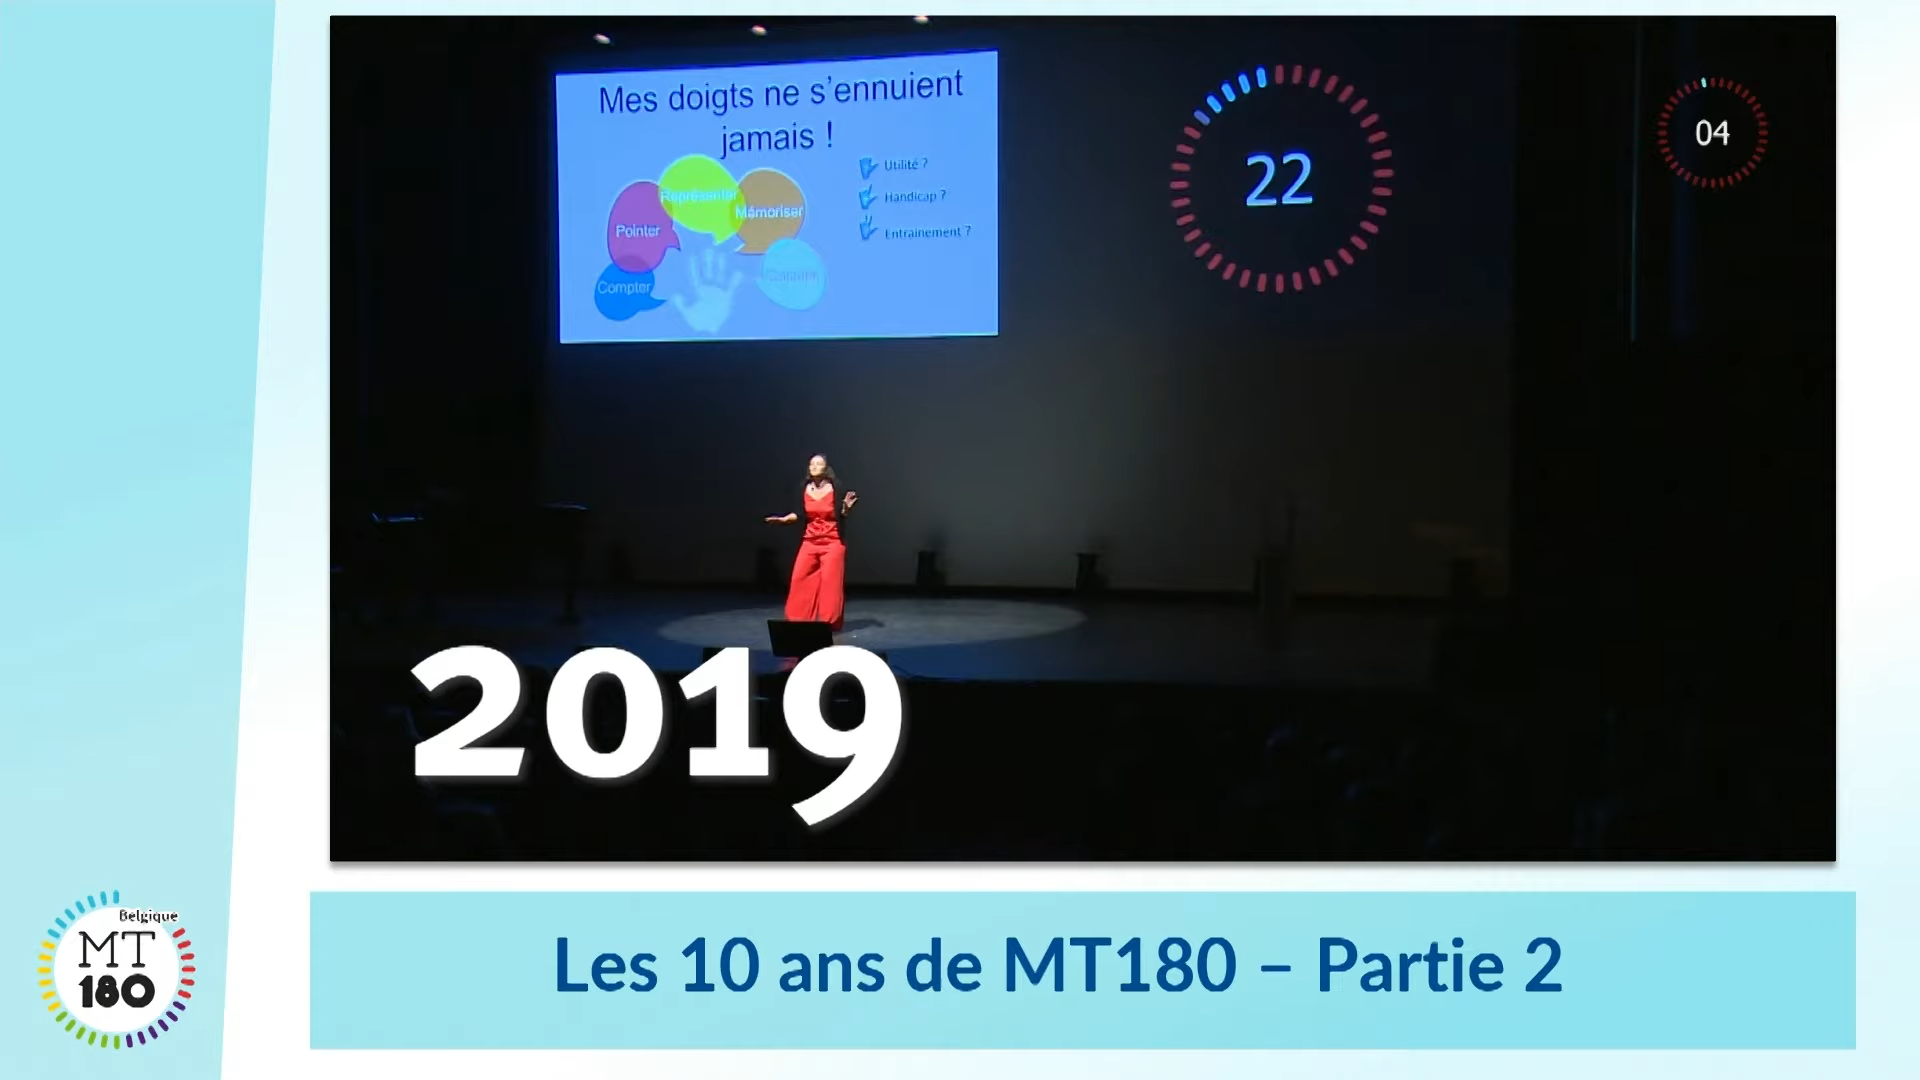 Mes doigts ne s'ennuient
jamais !
Représenter
Mémoriser
Pointer
Compter
Utilité ?
Handicap ?
Entrainement ?
22
04
2019
Belgique
MT
180
Les 10 ans de MT180 – Partie 2